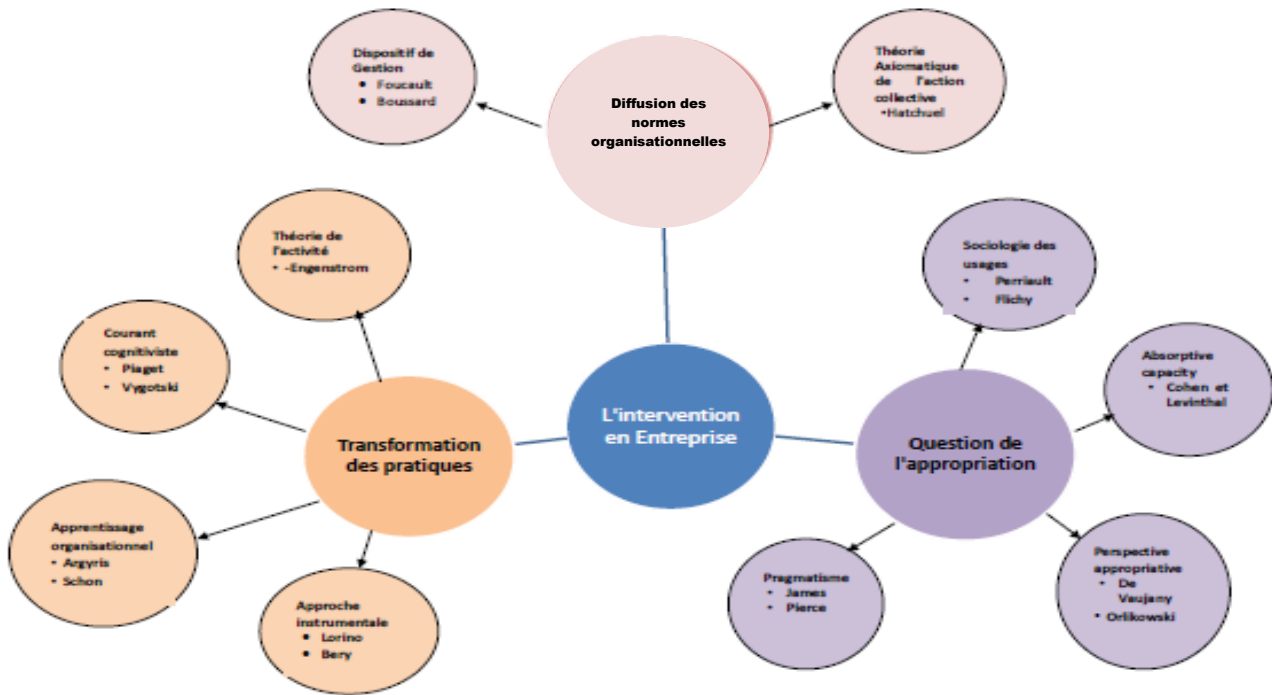 Dispositif de
Gestion
• Foucault
• Boussard
Diffusion des
normes
organisationnelles
Théorie
Axiomatique
de l'action
collective
•Hatchuel
Théorie de
l'activité
• -Engenstrom
Sociologie des
usages
• Perriault
• Flichy
Courant
cognitiviste
• Piaget
• Vygotski
Absorptive
capacity
• Cohen et
Levinthal
L'intervention
en Entreprise
Transformation
des pratiques
Question de
l'appropriation
Apprentissage
organisationnel
• Argyris
• Schon
Approche
instrumentale
• Lorino
• Bery
Pragmatisme
• James
• Pierce
Perspective
appropriative
• De
Vaujany
• Orlikowski